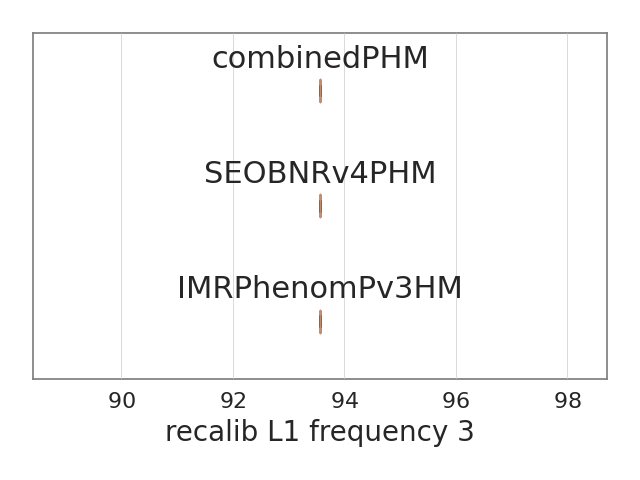 combinedPHM
SEOBNRv4PHM
IMRPhenomPv3HM
90 92 94 96 98
recalib L1 frequency 3